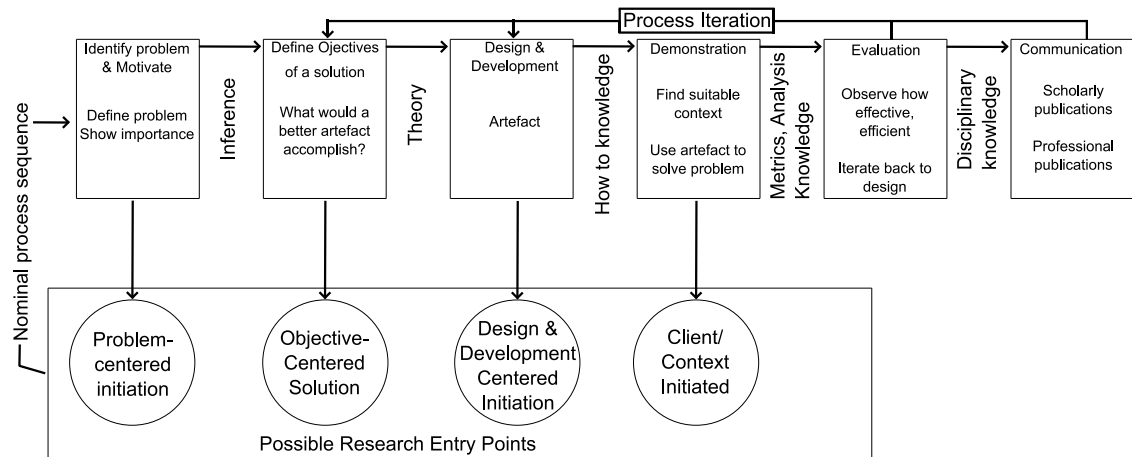 Process Iteration
Identify problem
& Motivate
Define problem
Show importance
Inference
Define Ojectives
of a solution
What would a
better artefact
accomplish?
Theory
Design &
Development
Artefact
How to knowledge
Demonstration
Find suitable
context
Use artefact to
solve problem
Metrics, Analysis
Knowledge
Evaluation
Observe how
effective,
efficient
Iterate back to
design
Disciplinary
knowledge
Communication
Scholarly
publications
Professional
publications
Nominal process sequence
Problem-
centered
initiation
Objective-
Centered
Solution
Design &
Development
Centered
Initiation
Client/
Context
Initiated
Possible Research Entry Points